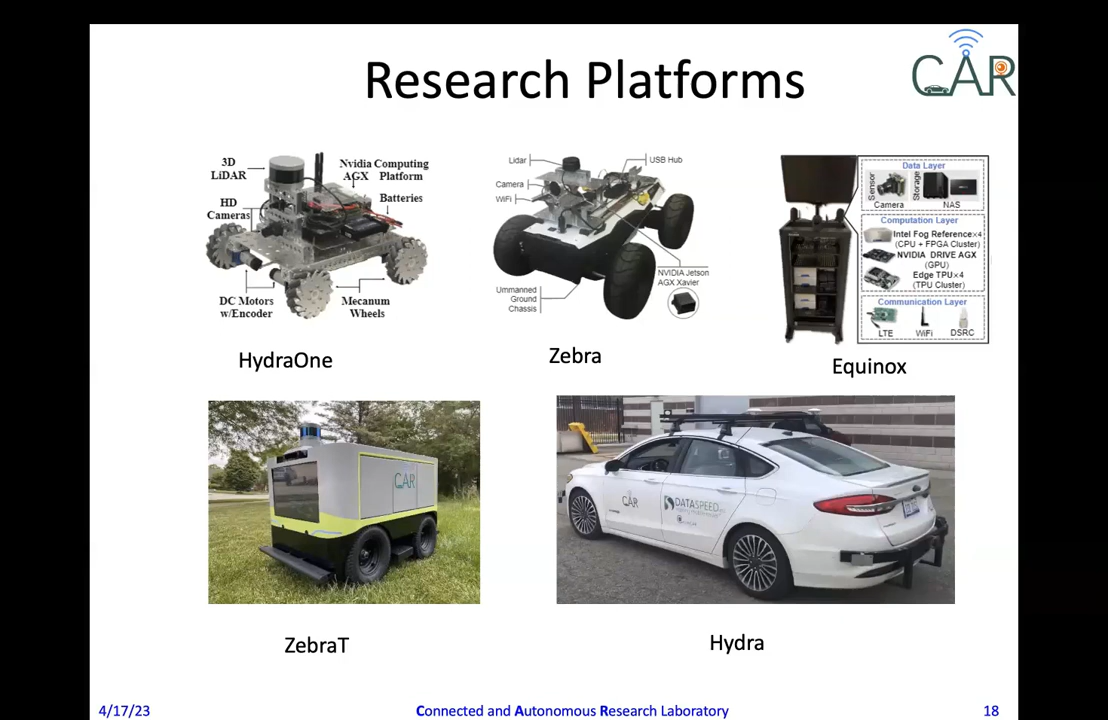 Research Platforms
CAR
3D
LiDAR
HD
Cameras
DC Motors
w/Encoder
Nvidia Computing
AGX Platform
Batteries
Mecanum
Wheels
HydraOne
Lidar
Camera
WiFi
Unmanned
Ground
Chassis
USB Hub
NVIDIA Jetson
AGX Xavier
Zebra
Data Layer
Sensor
Camera
Storage
NAS
Computation Layer
Intel Fog Reference×4
(CPU + FPGA Cluster)
NVIDIA DRIVE AGX
(GPU)
Edge TPU×4
(TPU Cluster)
Communication Layer
LTE WiFi DSRC
Equinox
CAR
ZebraT
CAR
DATASPEED
Hydra
4/17/23
Connected and Autonomous Research Laboratory
18